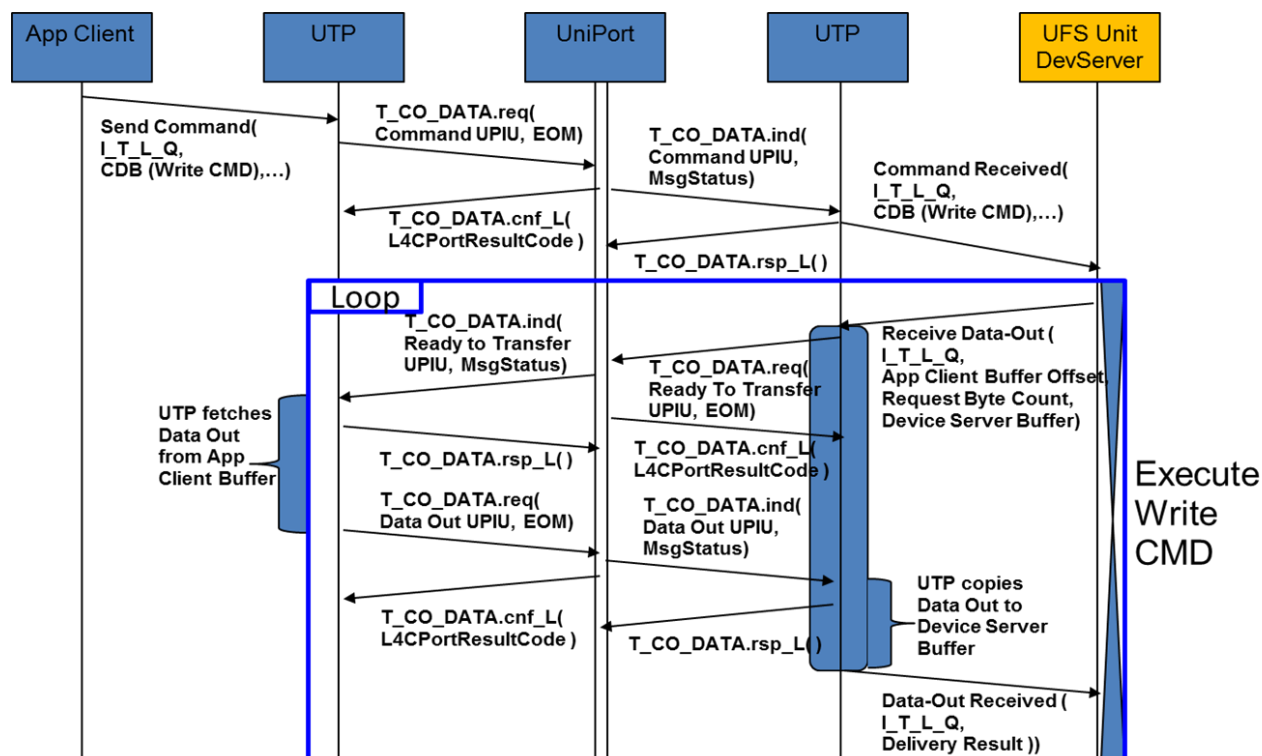 App Client
UTP
UniPort
UTP
UFS Unit
DevServer
Send Command(
I_T_L_Q,
CDB (Write CMD),…)
T_CO_DATA.req(
Command UPIU, EOM)
T_CO_DATA.ind(
Command UPIU,
MsgStatus)
Command Received(
I_T_L_Q,
CDB (Write CMD),…)
T_CO_DATA.cnf_L(
L4CPortResultCode )
T_CO_DATA.rsp_L( )
Loop
T_CO_DATA.ind(
Ready to Transfer
UPIU, MsgStatus)
Receive Data-Out (
I_T_L_Q,
App Client Buffer Offset,
Request Byte Count,
Device Server Buffer)
T_CO_DATA.req(
Ready To Transfer
UPIU, EOM)
UTP fetches
Data Out
from App
Client Buffer
T_CO_DATA.rsp_L( )
T_CO_DATA.cnf_L(
L4CPortResultCode )
Execute
Write
CMD
T_CO_DATA.req(
Data Out UPIU, EOM)
T_CO_DATA.ind(
Data Out UPIU,
MsgStatus)
UTP copies
Data Out to
Device Server
Buffer
T_CO_DATA.cnf_L(
L4CPortResultCode )
T_CO_DATA.rsp_L( )
Data-Out Received (
I_T_L_Q,
Delivery Result ))